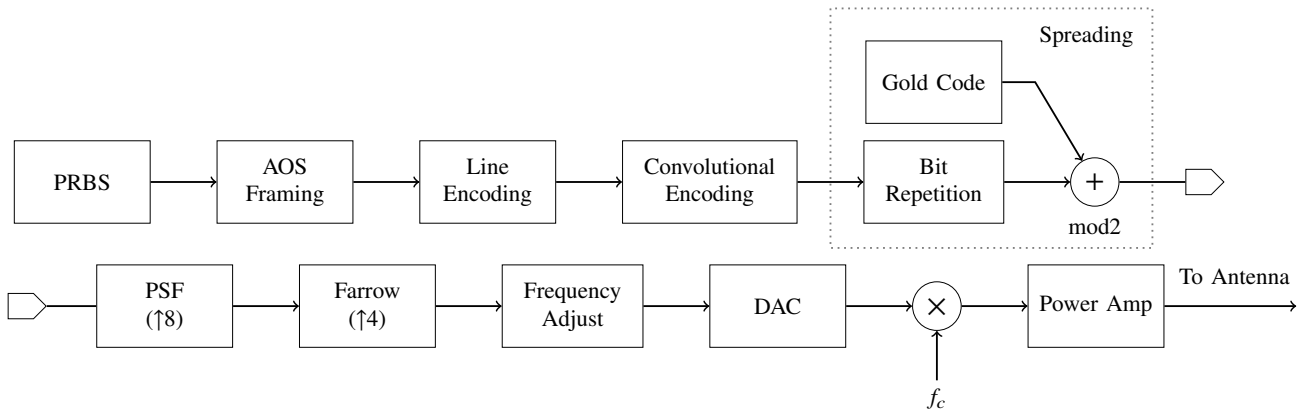 Spreading
Gold Code
PRBS
AOS
Framing
Line
Encoding
Convolutional
Encoding
Bit
Repetition
+
mod2
PSF
(↑8)
Farrow
(↑4)
Frequency
Adjust
DAC
×
f_c
Power Amp
To Antenna